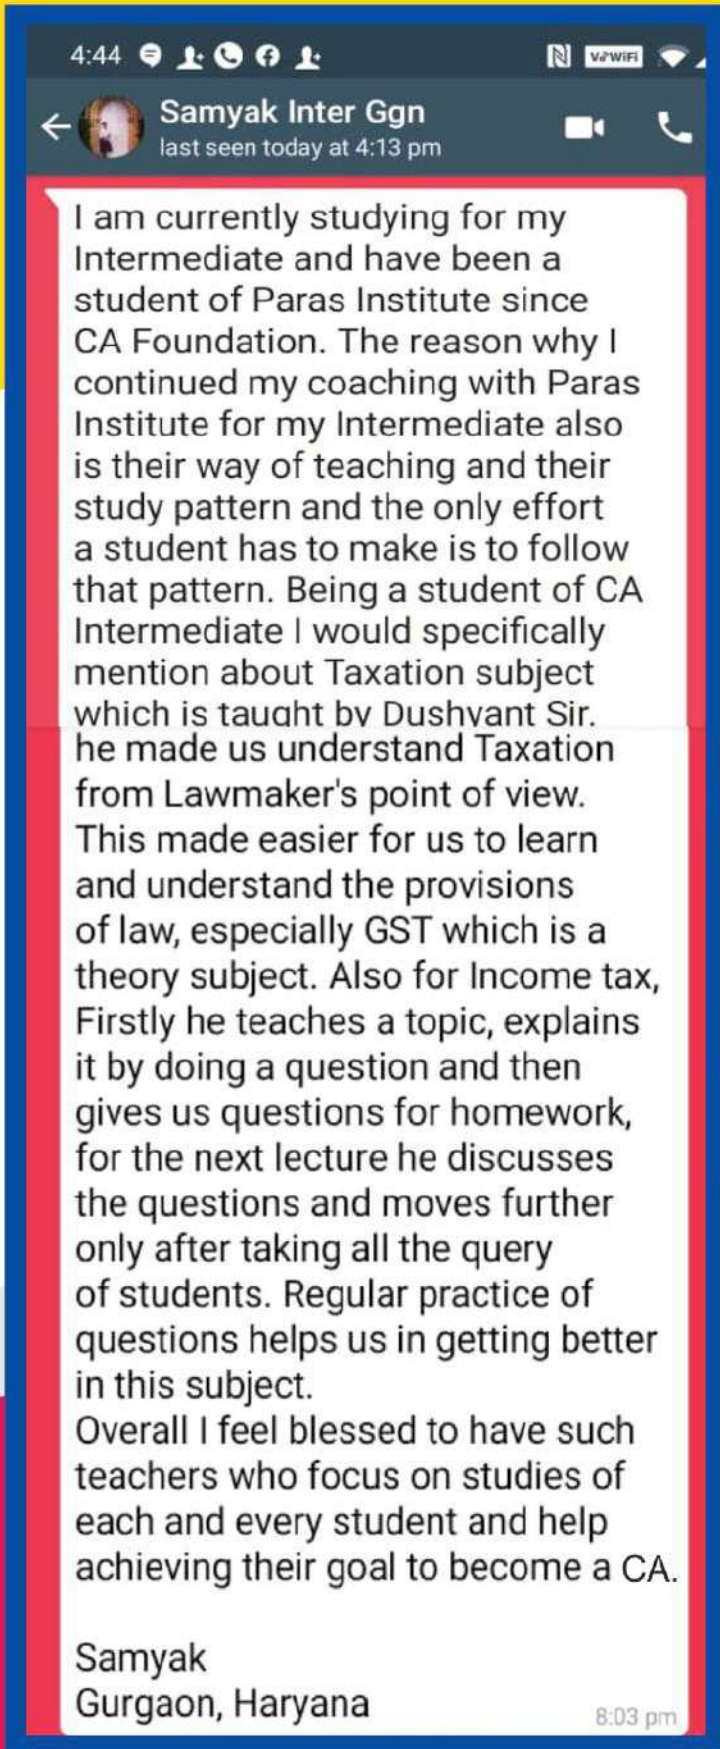 4:44
VoWiFi
Samyak Inter Ggn
last seen today at 4:13 pm
I am currently studying for my
Intermediate and have been a
student of Paras Institute since
CA Foundation. The reason why I
continued my coaching with Paras
Institute for my Intermediate also
is their way of teaching and their
study pattern and the only effort
a student has to make is to follow
that pattern. Being a student of CA
Intermediate I would specifically
mention about Taxation subject
which is taught by Dushyant Sir.
he made us understand Taxation
from Lawmaker's point of view.
This made easier for us to learn
and understand the provisions
of law, especially GST which is a
theory subject. Also for Income tax,
Firstly he teaches a topic, explains
it by doing a question and then
gives us questions for homework,
for the next lecture he discusses
the questions and moves further
only after taking all the query
of students. Regular practice of
questions helps us in getting better
in this subject.
Overall I feel blessed to have such
teachers who focus on studies of
each and every student and help
achieving their goal to become a CA.
Samyak
Gurgaon, Haryana
8:03 pm